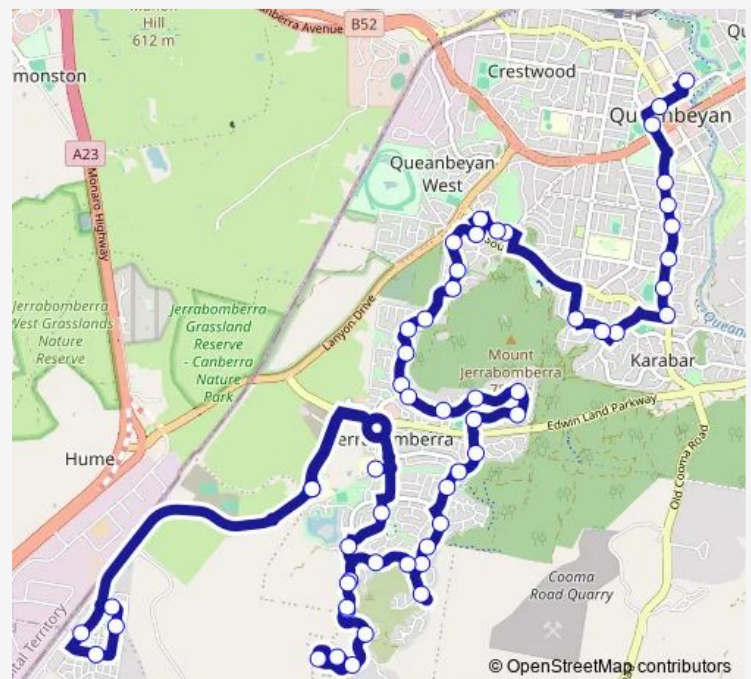 Hill
612 m
anberra Avenue
B52
monston
Crestwood
A23
Monaro Highway
Queanbeyan
West
Lanyon Drive
Jerrabomberra
West Grasslands
Nature
Reserve
Jerrabomberra
Grassland
Reserve
- Canberra
Nature
Park
Mount
Jerrabomberra
Karabar
Edwin Land Parkway
Old Cooma Road
Hume
Cooma
Road Quarry
ital Territory
© OpenStreetMap contributors